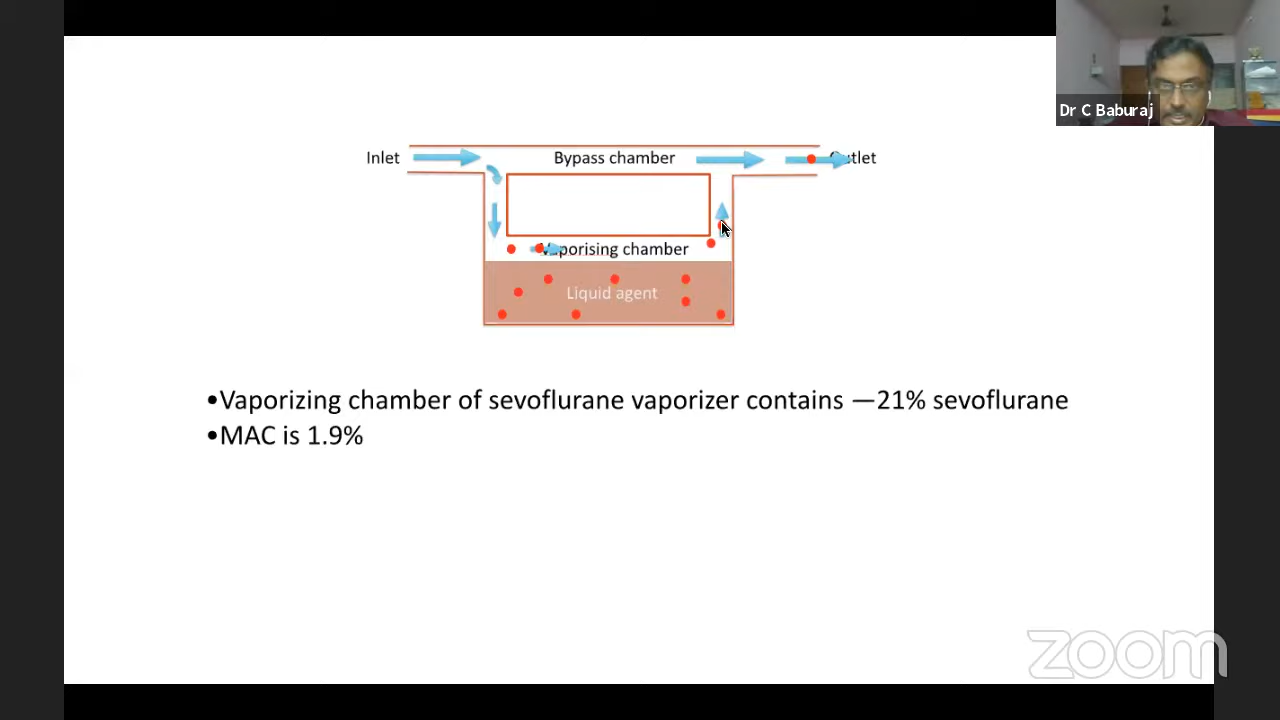 Dr C Baburaj
Inlet
Bypass chamber
Outlet
Vaporising chamber
Liquid agent
•Vaporizing chamber of sevoflurane vaporizer contains —21% sevoflurane
•MAC is 1.9%
zoom